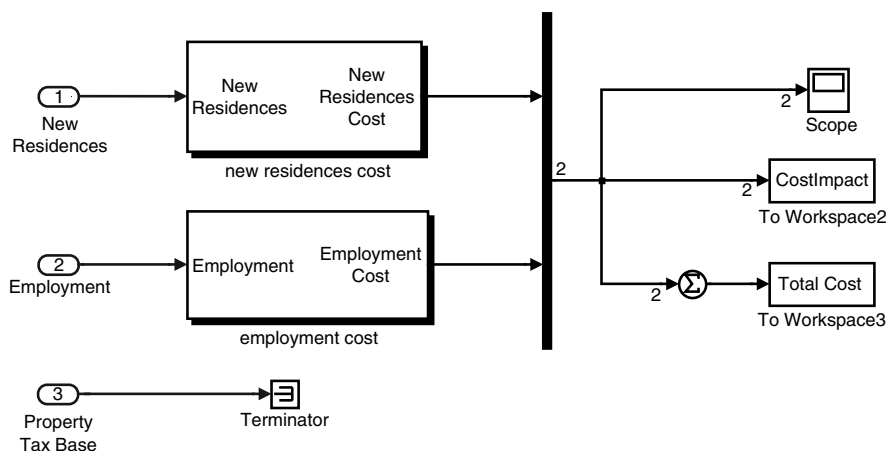 1
New
Residences
New
Residences
New
Residences
Cost
new residences cost
2
Employment
Employment
Employment
Cost
employment cost
3
Property
Tax Base
Terminator
2
2
Scope
2
CostImpact
To Workspace2
2
Σ
Total Cost
To Workspace3